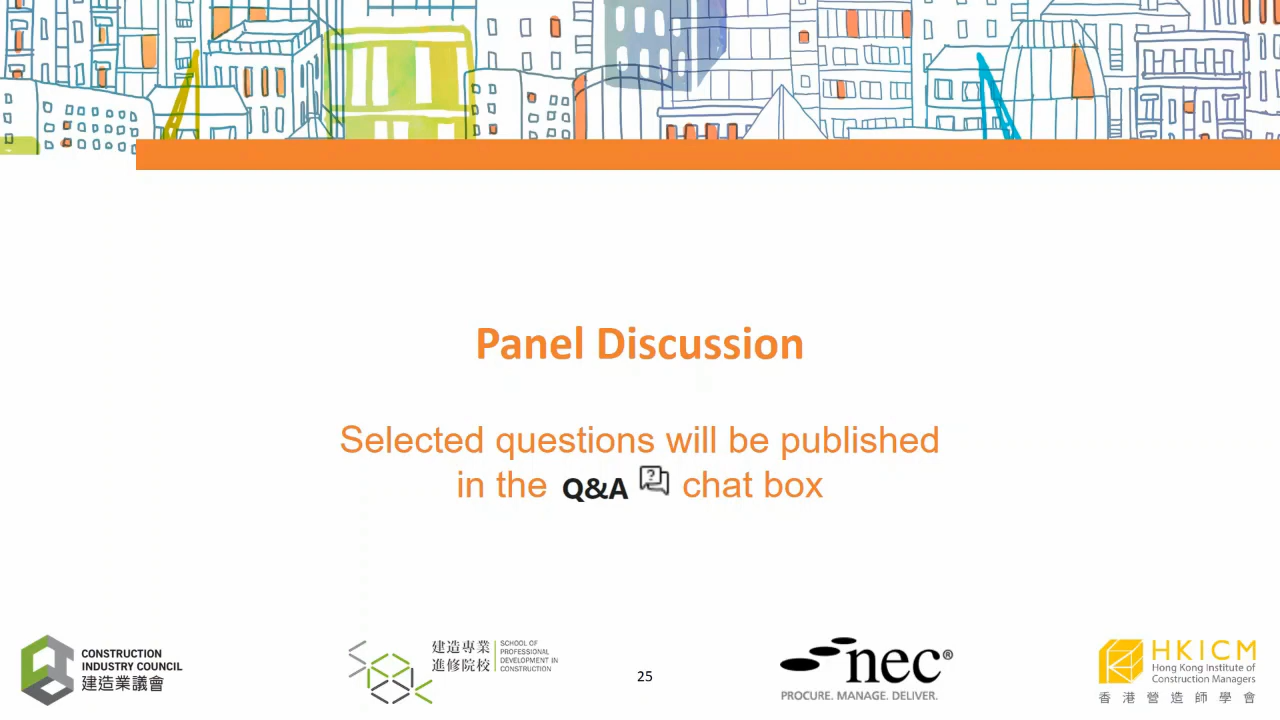 Panel Discussion
Selected questions will be published
in the Q&A chat box
CONSTRUCTION
INDUSTRY COUNCIL
建造業議會
建造專業
進修院校
SCHOOL OF
PROFESSIONAL
DEVELOPMENT IN
CONSTRUCTION
25
nec®
PROCURE. MANAGE. DELIVER.
HKICM
Hong Kong Institute of
Construction Managers
香港營造師學會